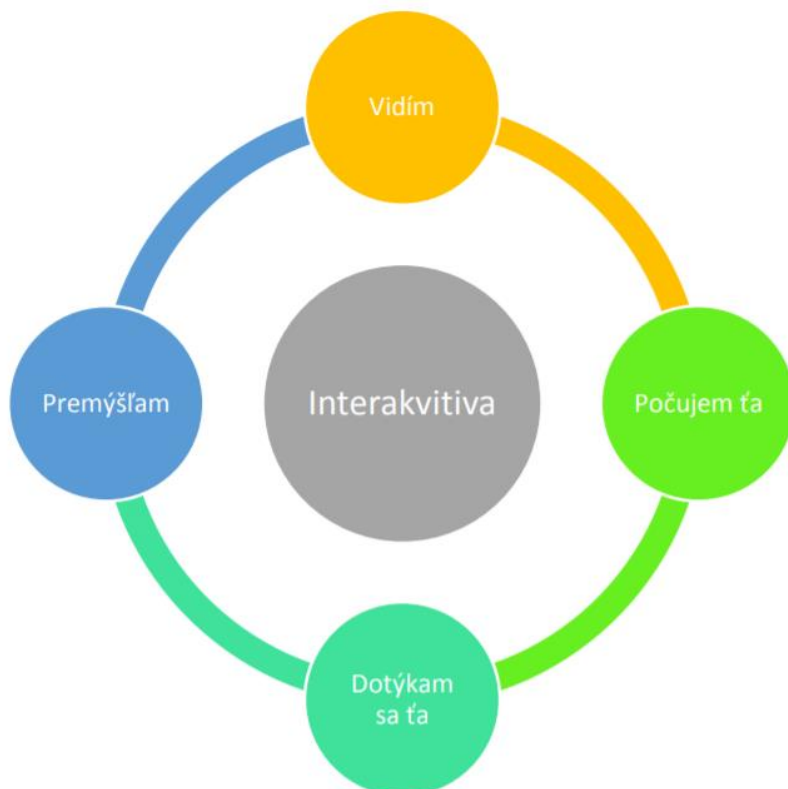 Vidím
Premýšľam
Interakvitiva
Počujem ťa
Dotýkam
sa ťa